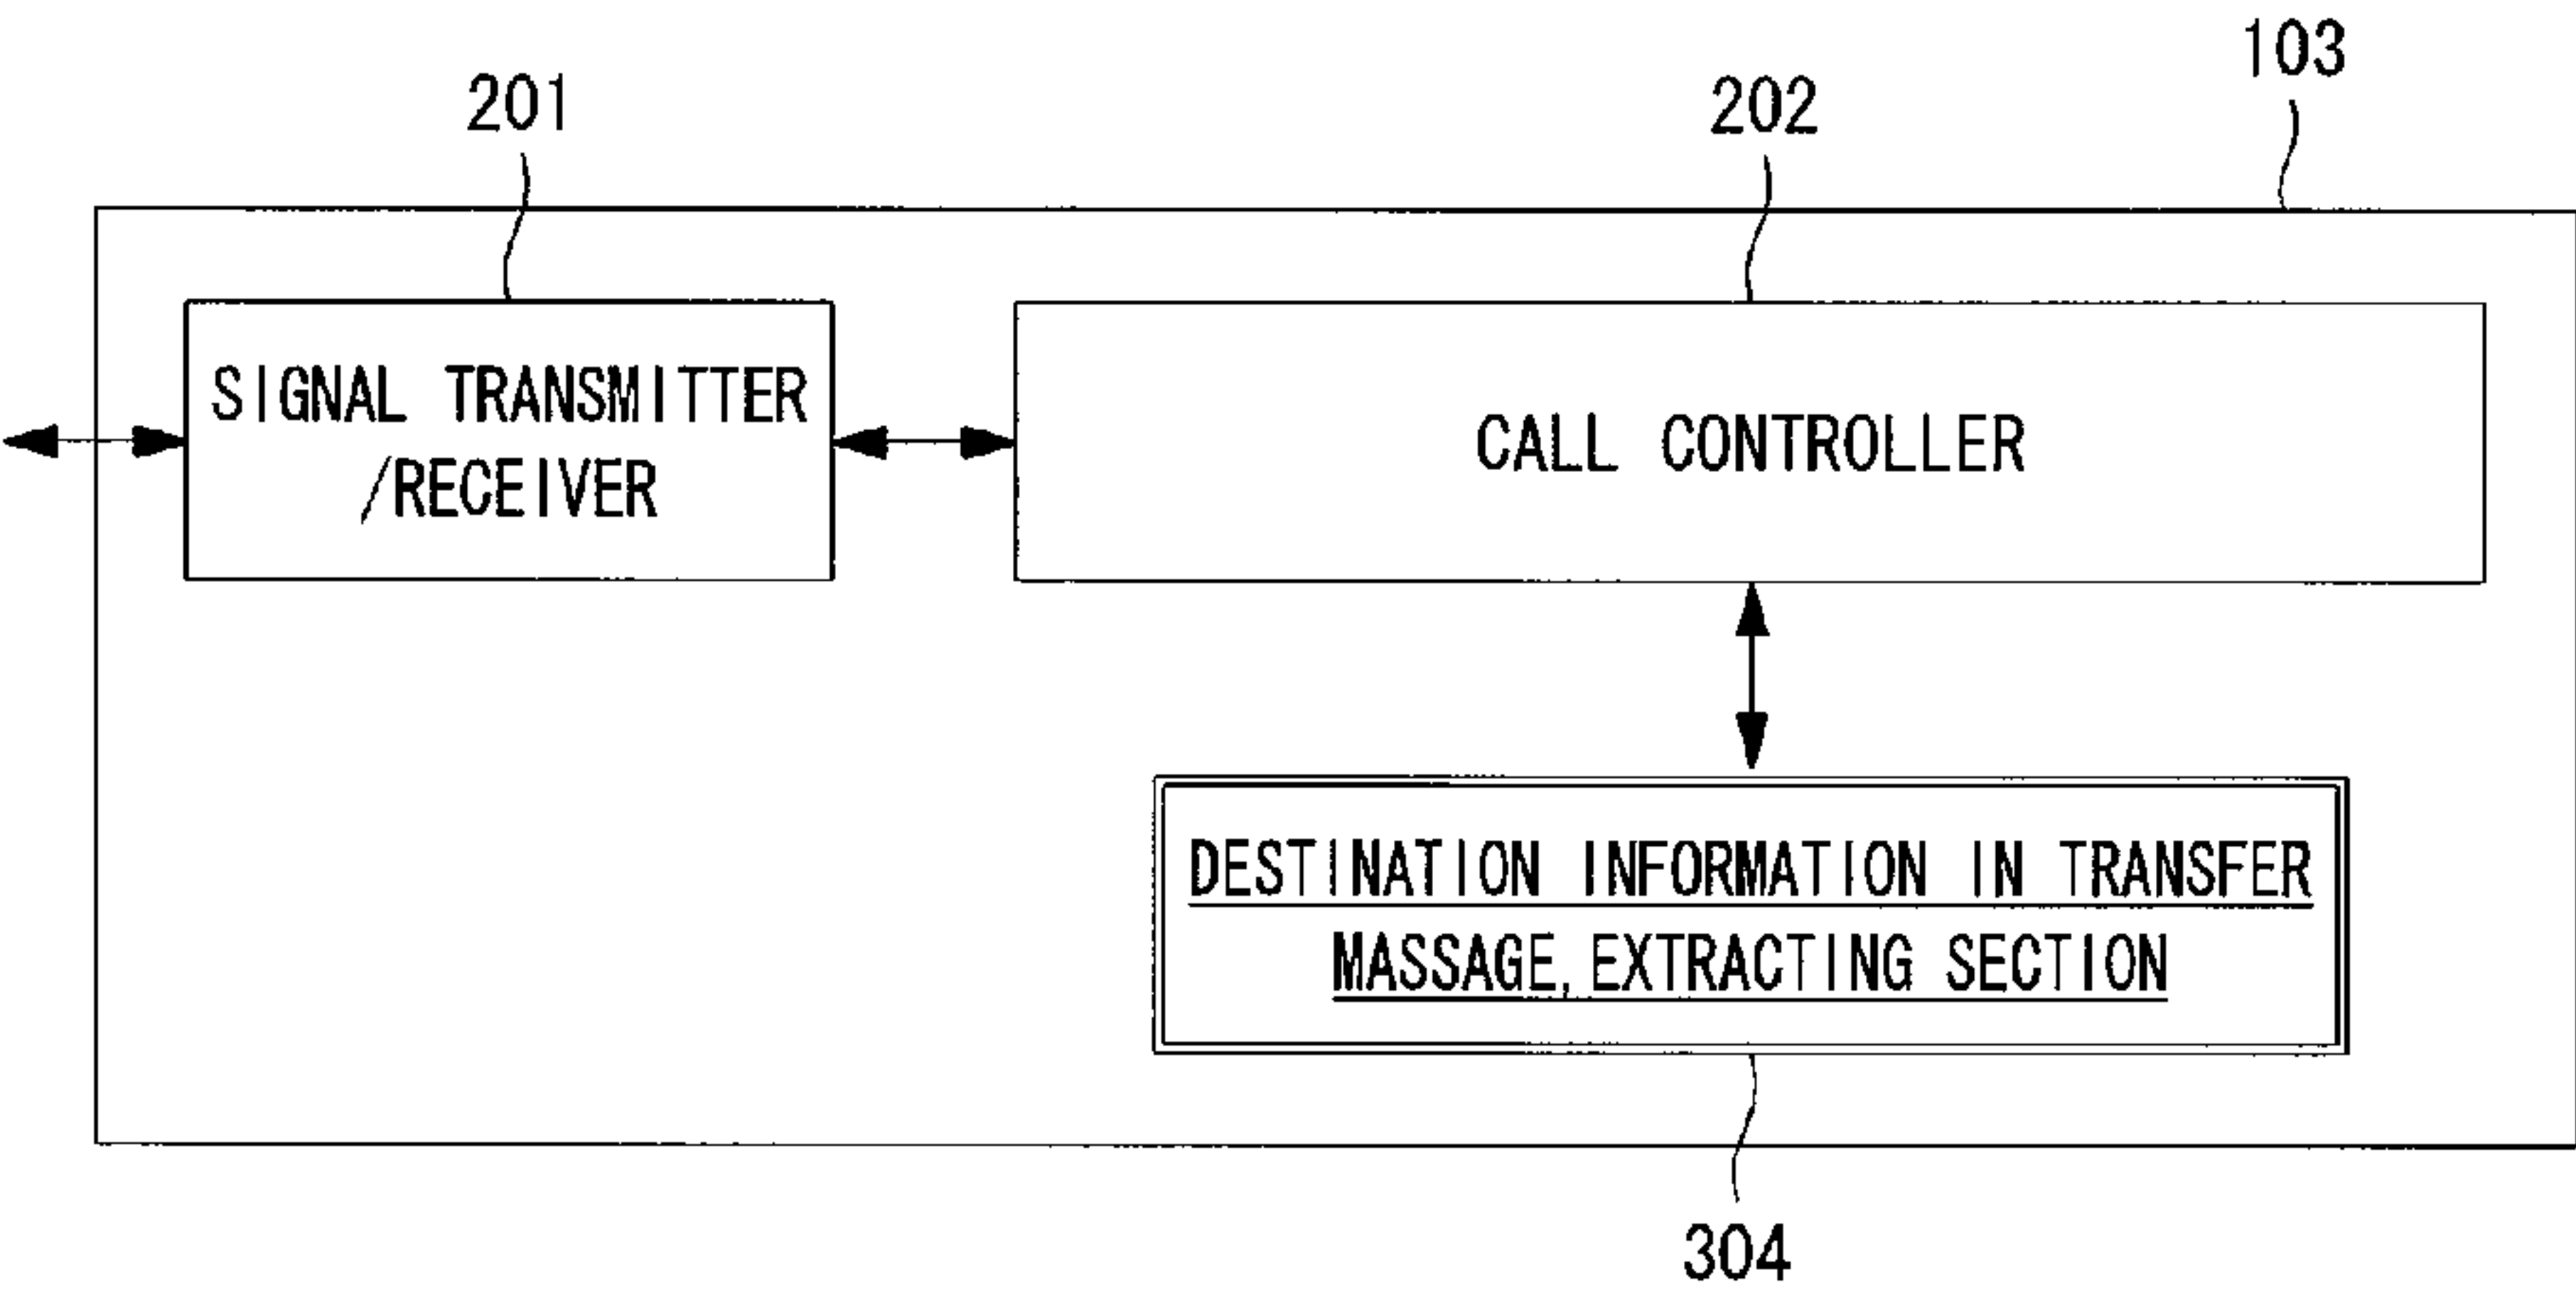 103
201
202
SIGNAL TRANSMITTER
/RECEIVER
CALL CONTROLLER
DESTINATION INFORMATION IN TRANSFER
MASSAGE, EXTRACTING SECTION
304